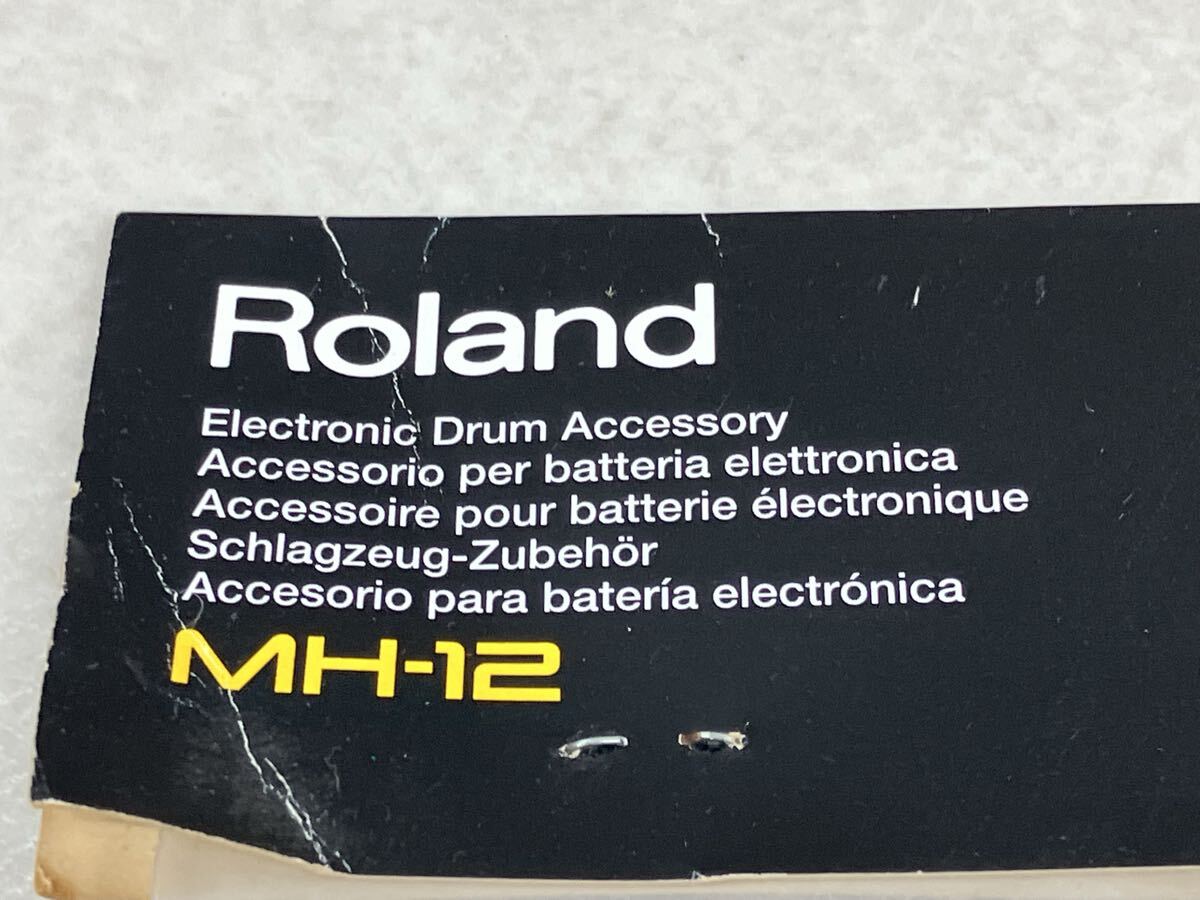 Roland
Electronic Drum Accessory
Accessorio per batteria elettronica
Accessoire pour batterie électronique
Schlagzeug-Zubehör
Accesorio para batería electrónica
MH-12